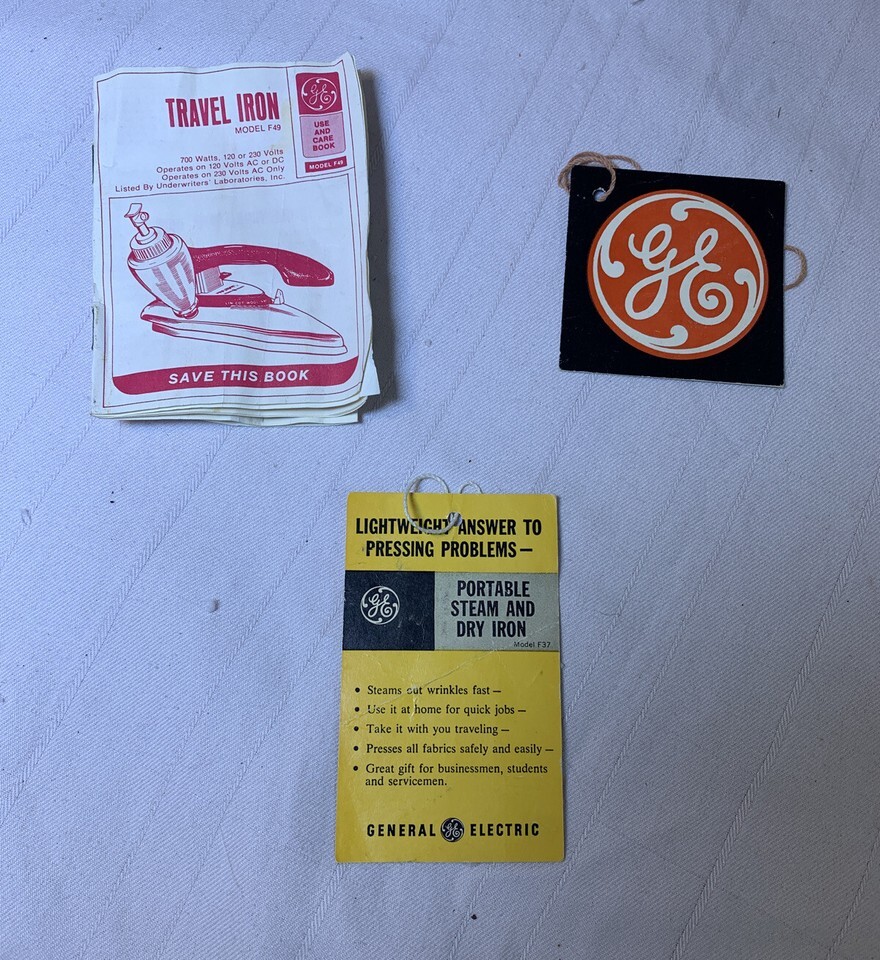 TRAVEL IRON
MODEL F49
700 Watts, 120 or 230 Volts
Operates on 120 Volts AC or DC
Operates on 230 Volts AC Only
Listed By Underwriters' Laboratories, Inc.
GE
USE
AND
CARE
BOOK
MODEL F49
SAVE THIS BOOK
GE
LIGHTWEIGHT ANSWER TO
PRESSING PROBLEMS—
GE
PORTABLE
STEAM AND
DRY IRON
Model F37
• Steams out wrinkles fast—
• Use it at home for quick jobs—
• Take it with you traveling—
• Presses all fabrics safely and easily—
• Great gift for businessmen, students
and servicemen.
GENERAL GE ELECTRIC